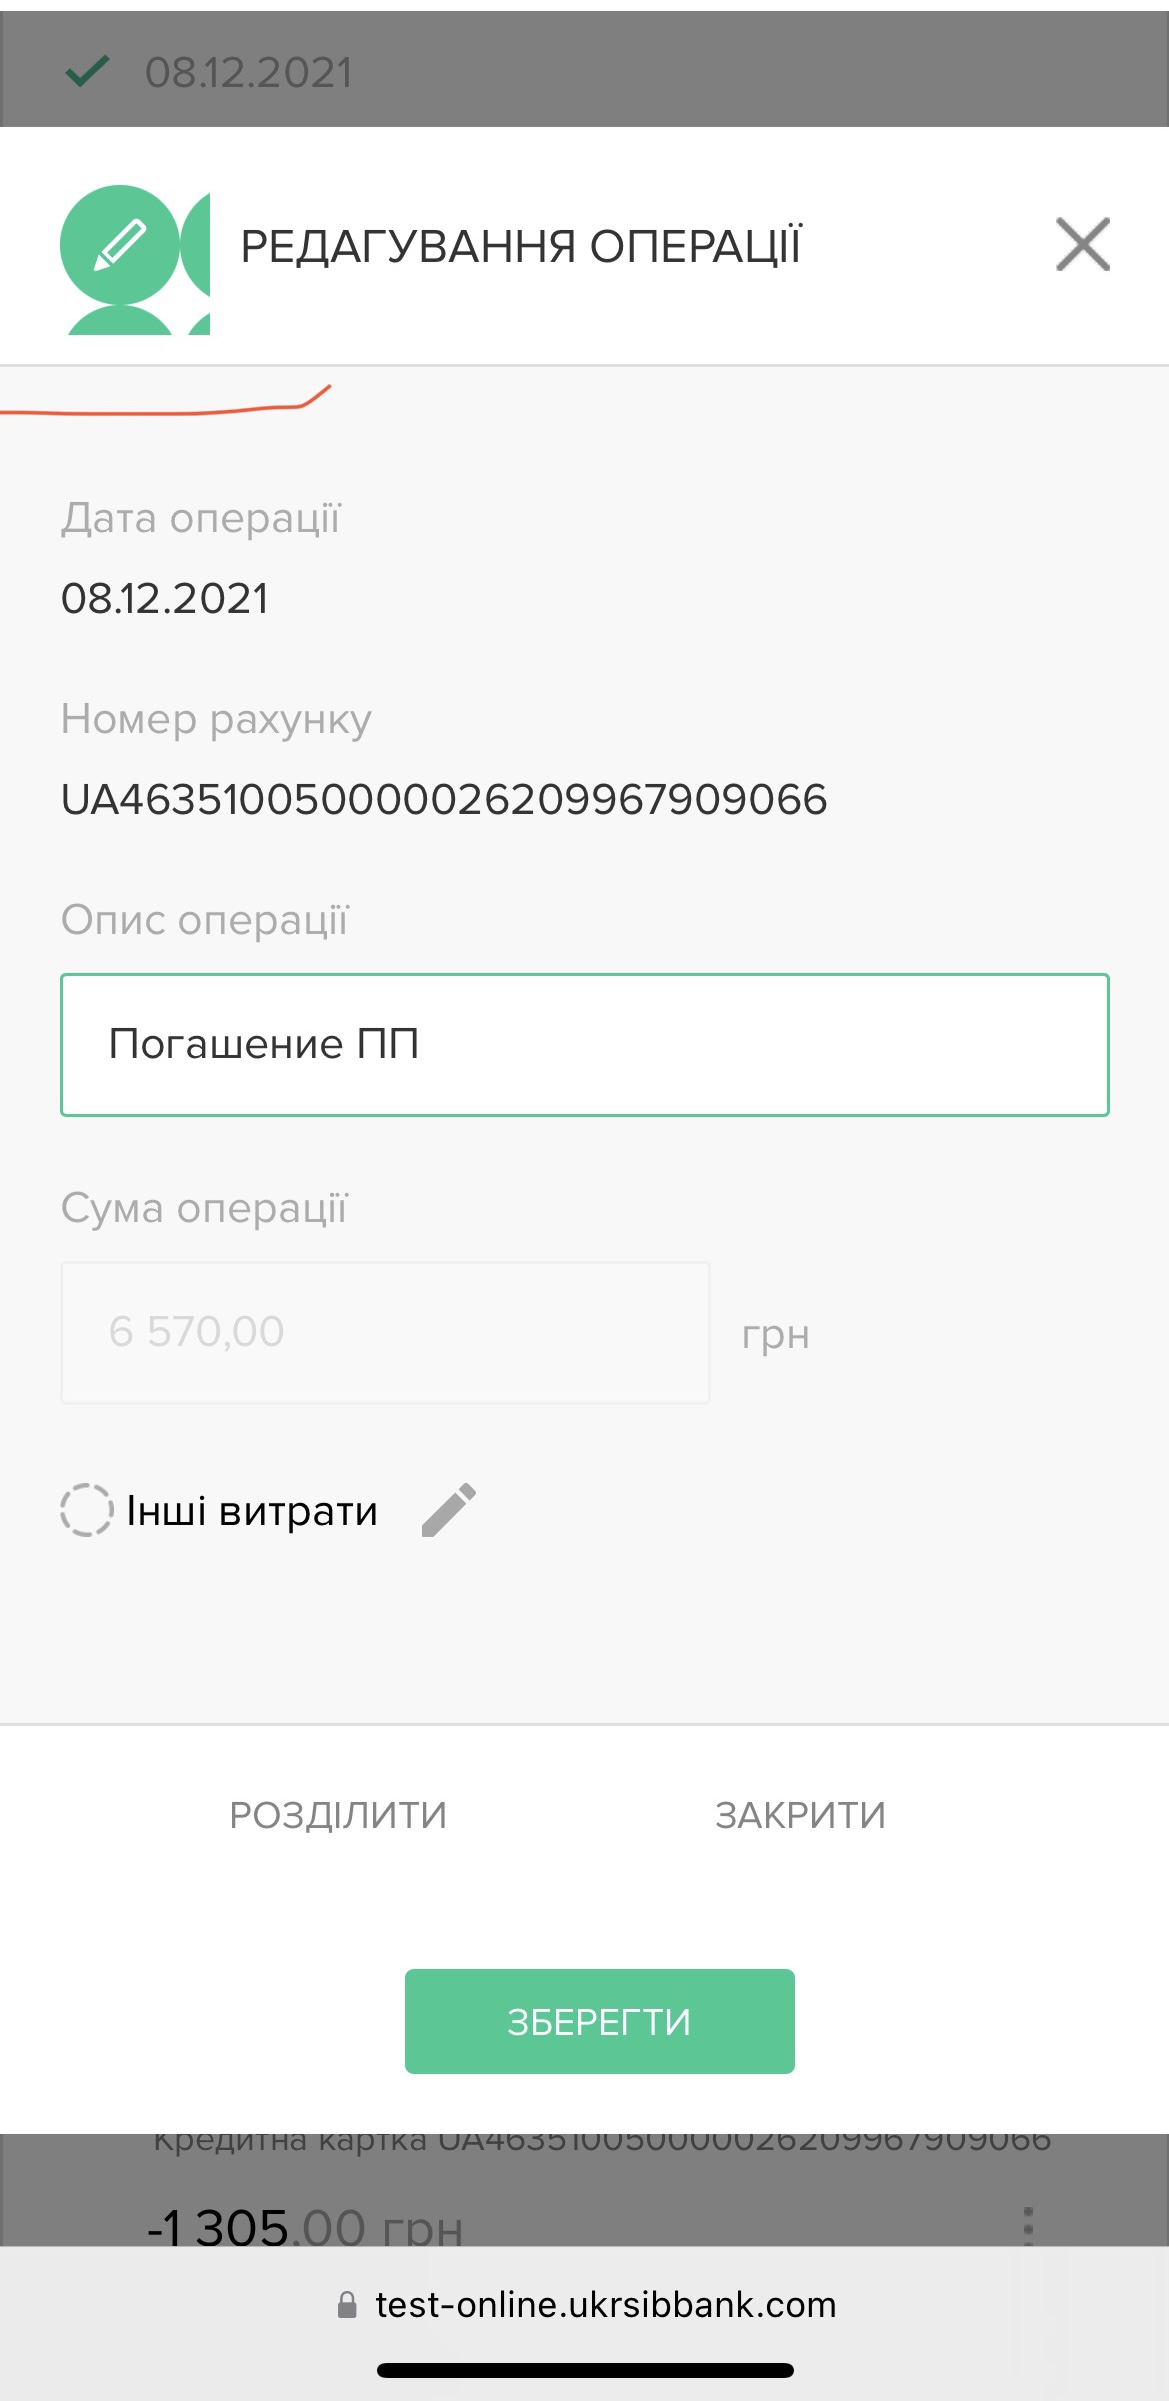 08.12.2021
РЕДАГУВАННЯ ОПЕРАЦІЇ
Дата операції
08.12.2021
Номер рахунку
UA463510050000026209967909066
Опис операції
Погашение ПП
Сума операції
6 570,00
грн
Інші витрати
РОЗДІЛИТИ
ЗАКРИТИ
ЗБЕРЕГТИ
Кредитна картка UA463510050000026209967909066
-1 305,00 грн
test-online.ukrsibbank.com